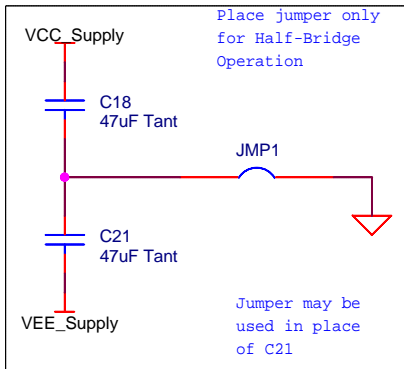 Place jumper only
for Half-Bridge
Operation
VCC_Supply
C18
47uF Tant
JMP1
C21
47uF Tant
VEE_Supply
Jumper may be
used in place
of C21